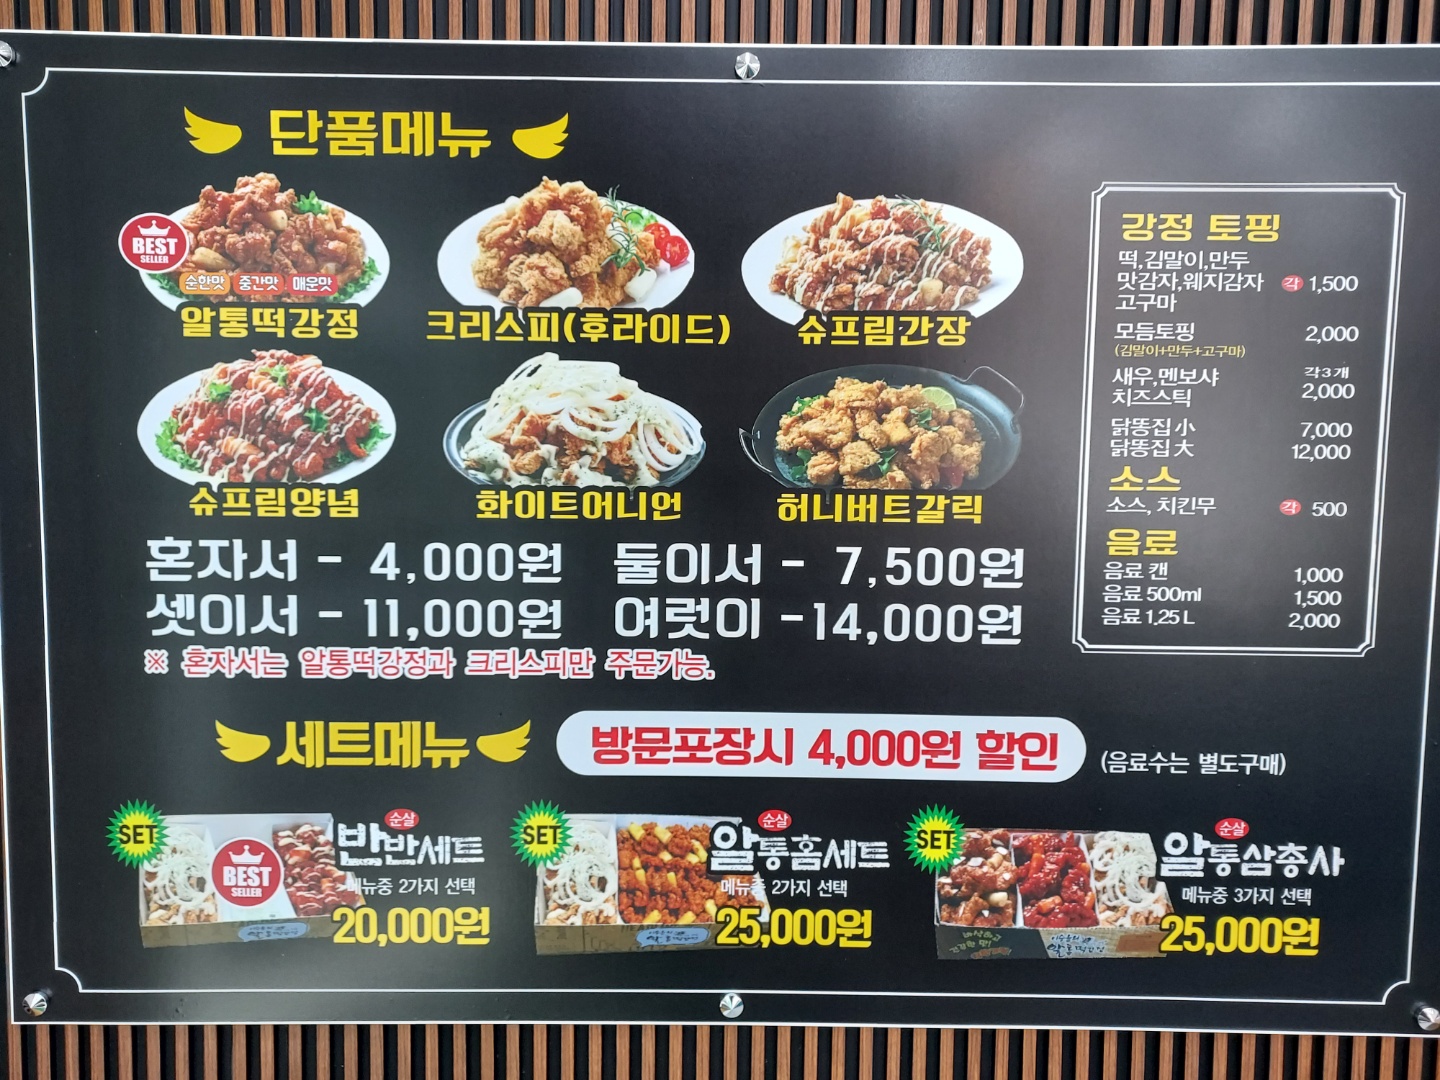 단품메뉴
BEST
SELLER
순한맛 중간맛 매운맛
알통떡강정
크리스피(후라이드)
슈프림간장
슈프림양념
화이트어니언
허니버트갈릭
혼자서 - 4,000원 둘이서 - 7,500원
셋이서 - 11,000원 여럿이 -14,000원
※ 혼자서는 알통떡강정과 크리스피만 주문가능.
강정 토핑
떡,김말이,만두
맛감자,웨지감자 각 1,500
고구마
모듬토핑 2,000
(김말이+만두+고구마)
새우,멘보샤 각3개
치즈스틱 2,000
닭똥집 小 7,000
닭똥집 大 12,000
소스
소스, 치킨무 각 500
음료
음료 캔 1,000
음료 500ml 1,500
음료 1,25 L 2,000
세트메뉴
방문포장시 4,000원 할인
(음료수는 별도구매)
SET
BEST
SELLER
순살
반반세트
메뉴중 2가지 선택
20,000원
SET
순살
알통홈세트
메뉴중 2가지 선택
25,000원
SET
순살
알통삼총사
메뉴중 3가지 선택
25,000원